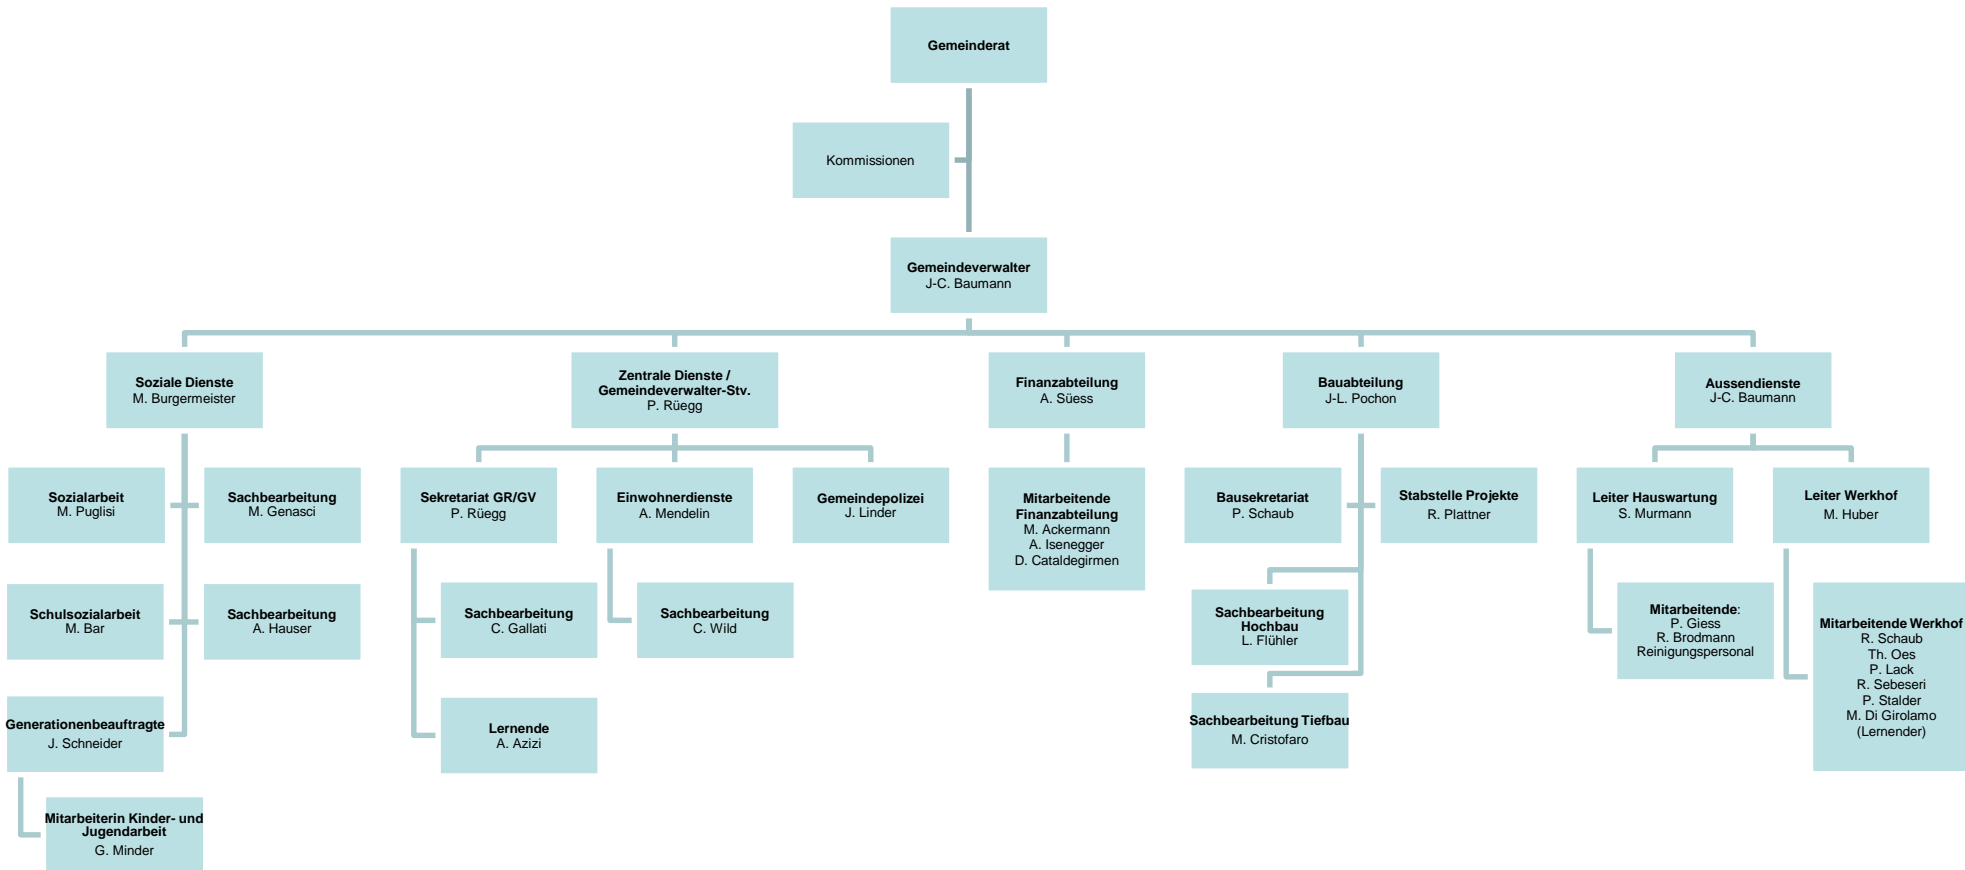 Gemeinderat
Kommissionen
Gemeindeverwalter
J-C. Baumann
Soziale Dienste
M. Burgermeister
Zentrale Dienste /
Gemeindeverwalter-Stv.
P. Rüegg
Finanzabteilung
A. Süess
Bauabteilung
J-L. Pochon
Aussendienste
J-C. Baumann
Sozialarbeit
M. Puglisi
Sachbearbeitung
M. Genasci
Sekretariat GR/GV
P. Rüegg
Einwohnerdienste
A. Mendelin
Gemeindepolizei
J. Linder
Mitarbeitende
Finanzabteilung
M. Ackermann
A. Isenegger
D. Cataldegirmen
Bausekretariat
P. Schaub
Stabstelle Projekte
R. Plattner
Leiter Hauswartung
S. Murmann
Leiter Werkhof
M. Huber
Schulsozialarbeit
M. Bar
Sachbearbeitung
A. Hauser
Sachbearbeitung
C. Gallati
Sachbearbeitung
C. Wild
Sachbearbeitung
Hochbau
L. Flühler
Mitarbeitende:
P. Giess
R. Brodmann
Reinigungspersonal
Mitarbeitende Werkhof
R. Schaub
Th. Oes
P. Lack
R. Sebeseri
P. Stalder
M. Di Girolamo
(Lernender)
Generationenbeauftragte
J. Schneider
Lernende
A. Azizi
Sachbearbeitung Tiefbau
M. Cristofaro
Mitarbeiterin Kinder- und
Jugendarbeit
G. Minder